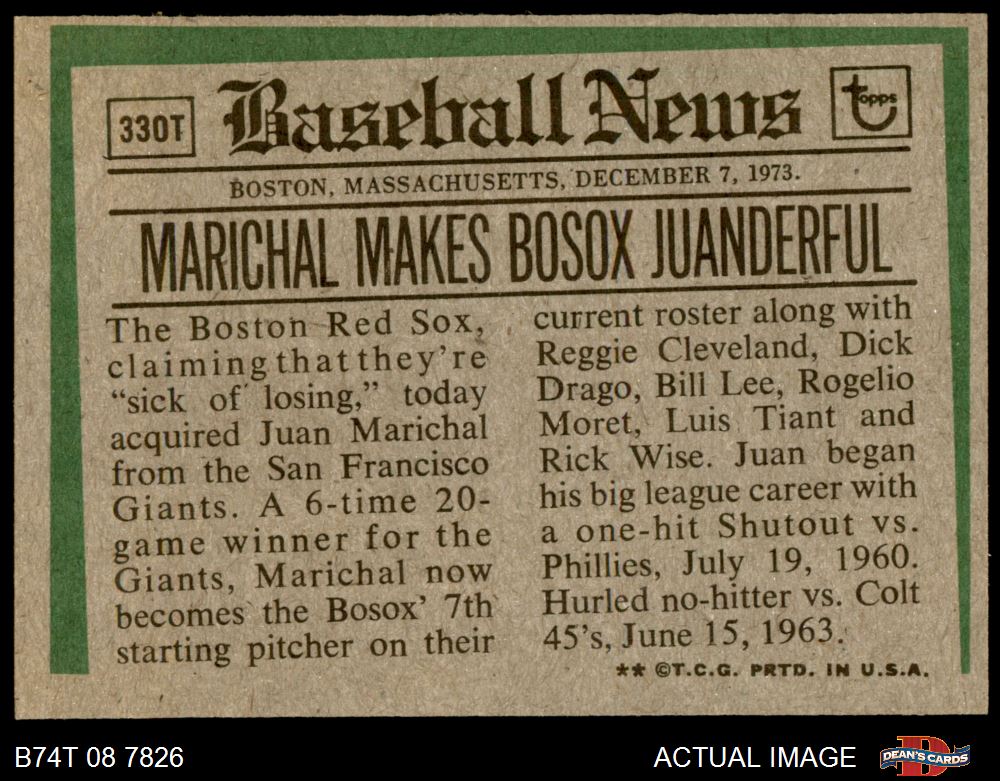 330T
Baseball News
topps
BOSTON, MASSACHUSETTS, DECEMBER 7, 1973.
MARICHAL MAKES BOSOX JUANDERFUL
The Boston Red Sox,
claiming that they're
"sick of losing," today
acquired Juan Marichal
from the San Francisco
Giants. A 6-time 20-
game winner for the
Giants, Marichal now
becomes the Bosox' 7th
starting pitcher on their
current roster along with
Reggie Cleveland, Dick
Drago, Bill Lee, Rogelio
Moret, Luis Tiant and
Rick Wise. Juan began
his big league career with
a one-hit Shutout vs.
Phillies, July 19, 1960.
Hurled no-hitter vs. Colt
45's, June 15, 1963.
** ©T.C.G. PRTD. IN U.S.A.
B74T 08 7826
ACTUAL IMAGE
DEAN'S CARDS